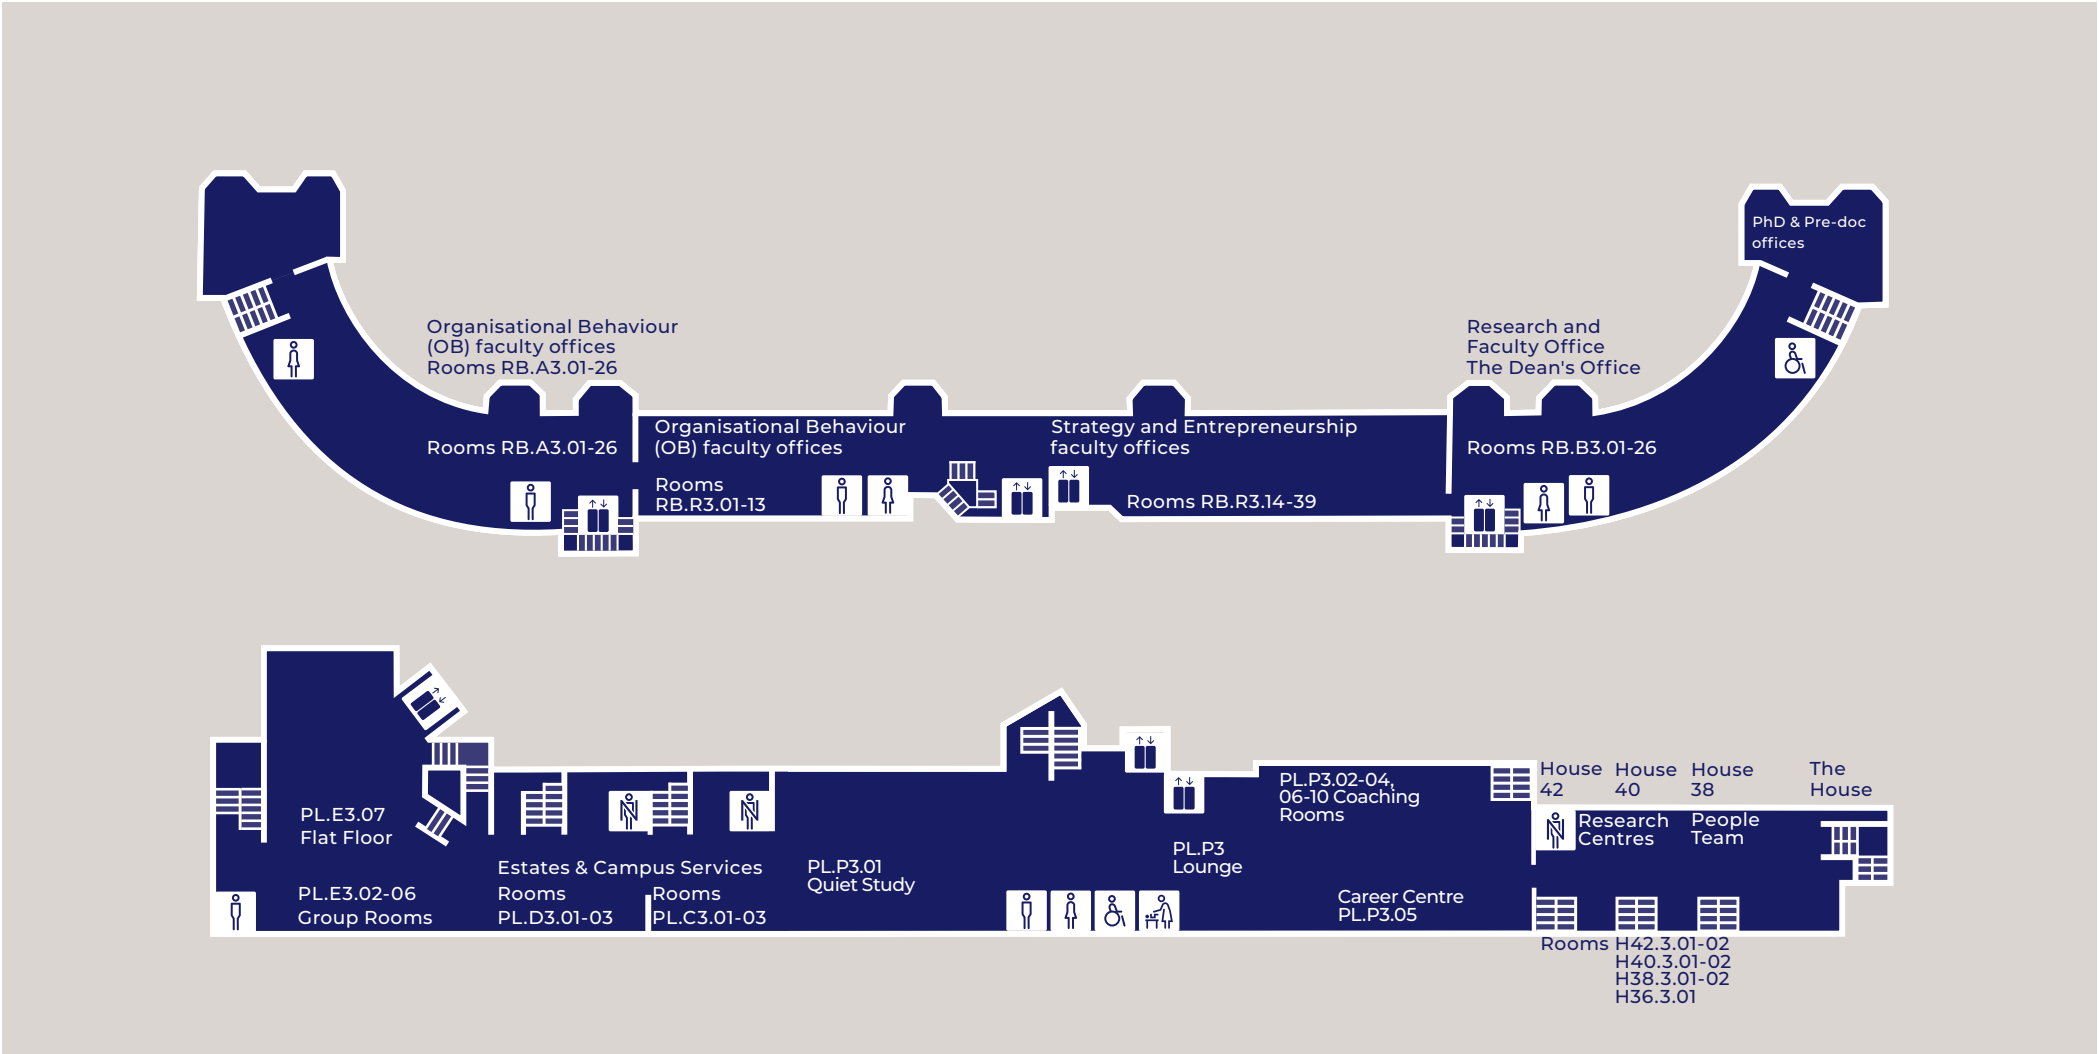 PhD & Pre-doc
offices
Organisational Behaviour
(OB) faculty offices
Rooms RB.A3.01-26
Research and
Faculty Office
The Dean's Office
Rooms RB.A3.01-26
Organisational Behaviour
(OB) faculty offices
Rooms
RB.R3.01-13
Strategy and Entrepreneurship
faculty offices
Rooms RB.R3.14-39
Rooms RB.B3.01-26
PL.E3.07
Flat Floor
PL.E3.02-06
Group Rooms
Estates & Campus Services
Rooms
PL.D3.01-03
Rooms
PL.C3.01-03
PL.P3.01
Quiet Study
PL.P3
Lounge
PL.P3.02-04,
06-10 Coaching
Rooms
Career Centre
PL.P3.05
House
42
House
40
House
38
The
House
Research
Centres
People
Team
Rooms H42.3.01-02
H40.3.01-02
H38.3.01-02
H36.3.01